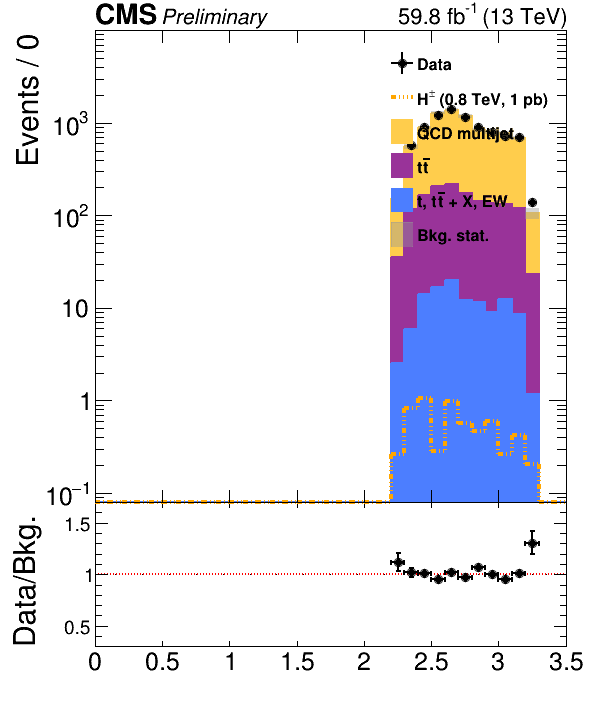 CMS Preliminary 59.8 fb⁻¹ (13 TeV)
Events / 0
Data
H± (0.8 TeV, 1 pb)
QCD multijet
tt̄
t, tt̄ + X, EW
Bkg. stat.
10³
10²
10
1
10⁻¹
Data/Bkg.
1.5
1
0.5
0 0.5 1 1.5 2 2.5 3 3.5